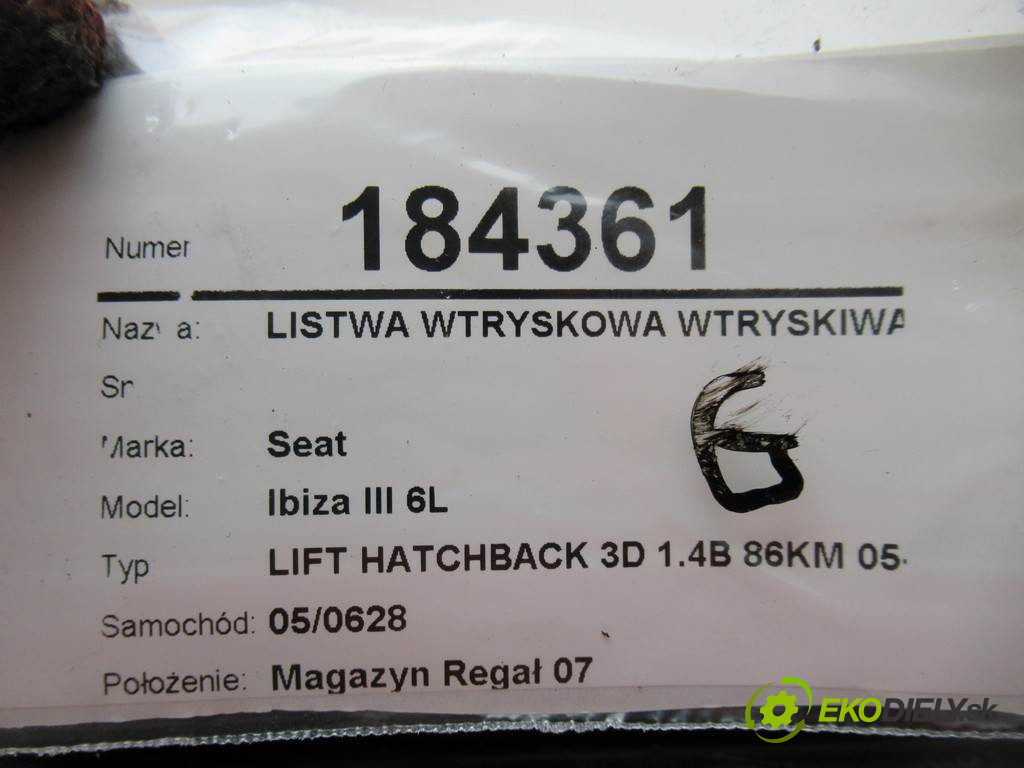 Numer 184361
Nazwa: LISTWA WTRYSKOWA WTRYSKIWA
Sr
Marka: Seat
6
Model: Ibiza III 6L
Typ LIFT HATCHBACK 3D 1.4B 86KM 05-
Samochód: 05/0628
Położenie: Magazyn Regał 07
EKODIELY.sk